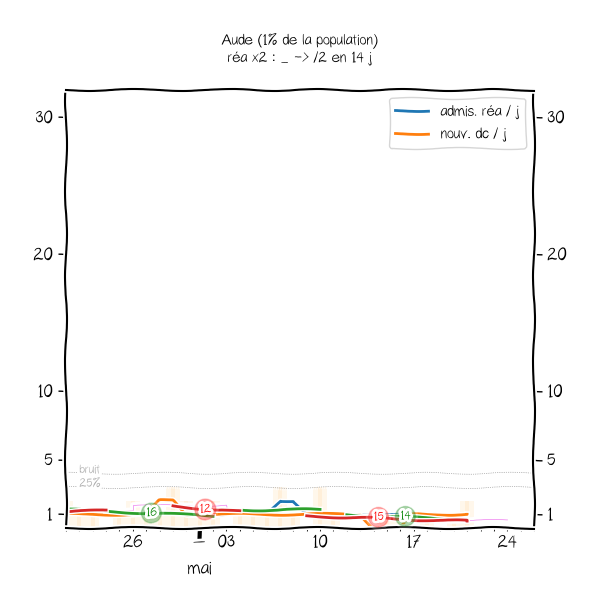 Aude (1% de la population)
réa x2 : _ -> /2 en 14 j
admis. réa / j
nouv. dc / j
30 30
20 20
10 10
5 5
bruit
25%
1 1
16 12 15 14
26 03 10 17 24
mai